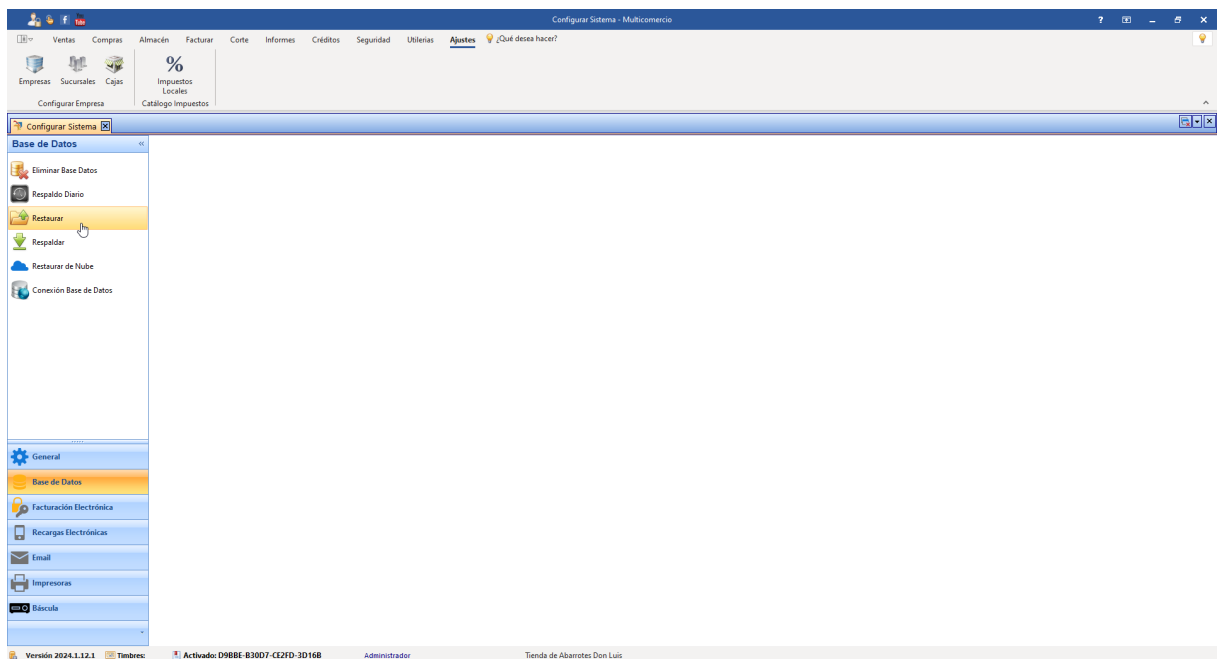 Tube
Configurar Sistema - Multicomercio
?
Ventas Compras Almacén Facturar Corte Informes Créditos Seguridad Utilerias Ajustes ¿Qué desea hacer?
Empresas Sucursales Cajas
%
Impuestos
Locales
Configurar Empresa
Catálogo Impuestos
Configurar Sistema
Base de Datos
Eliminar Base Datos
Respaldo Diario
Restaurar
Respaldar
Restaurar de Nube
Conexión Base de Datos
General
Base de Datos
Facturación Electrónica
Recargas Electrónicas
Email
Impresoras
Báscula
Versión 2024.1.12.1 Timbres: Activado: D9BBE-B30D7-CE2FD-3D16B Administrador Tienda de Abarrotes Don Luis